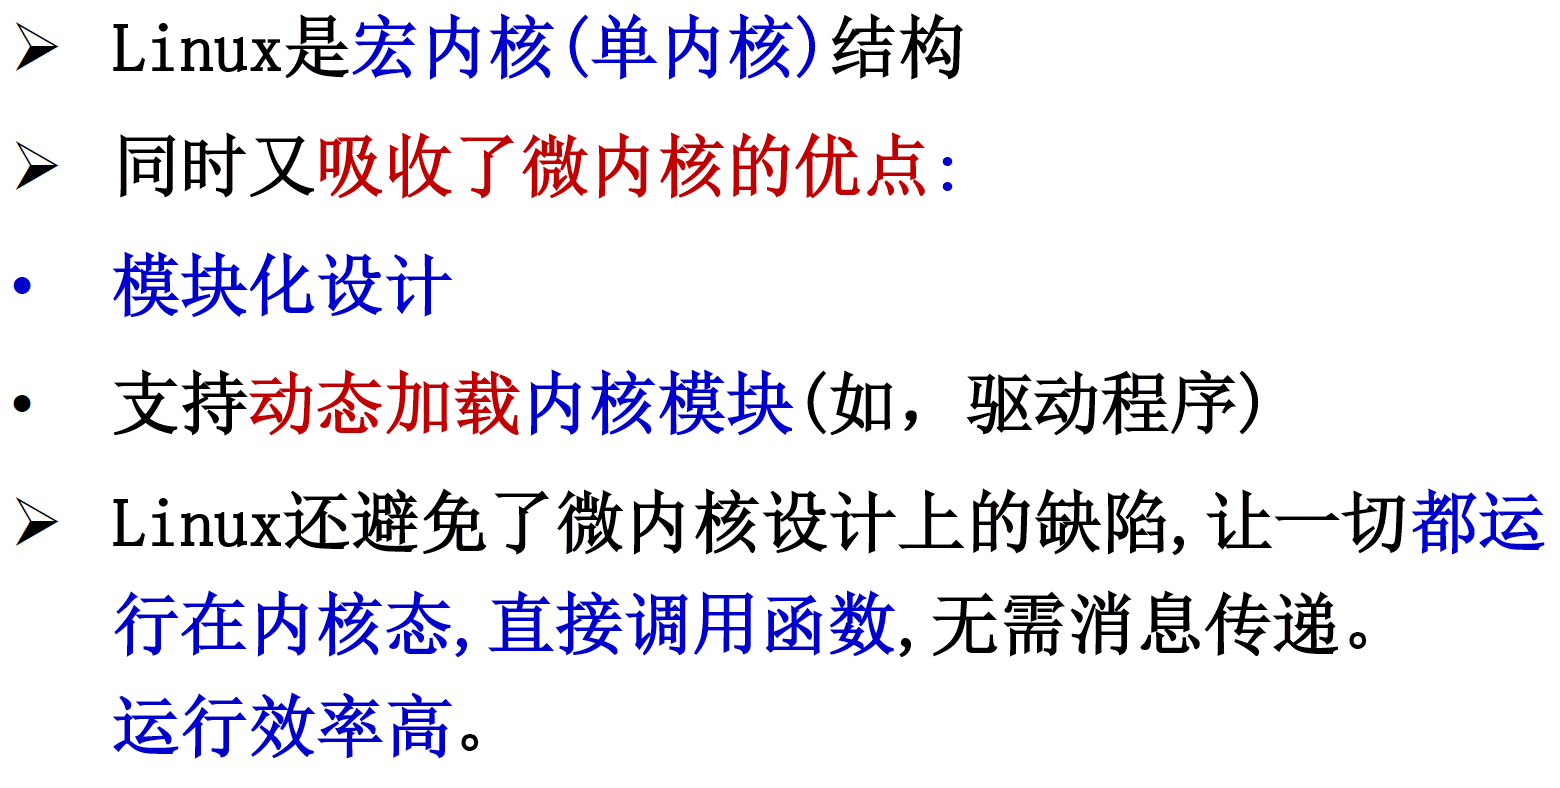 ➢ Linux是宏内核(单内核)结构
➢ 同时又吸收了微内核的优点:
• 模块化设计
• 支持动态加载内核模块(如，驱动程序)
➢ Linux还避免了微内核设计上的缺陷,让一切都运
行在内核态,直接调用函数,无需消息传递。
运行效率高。